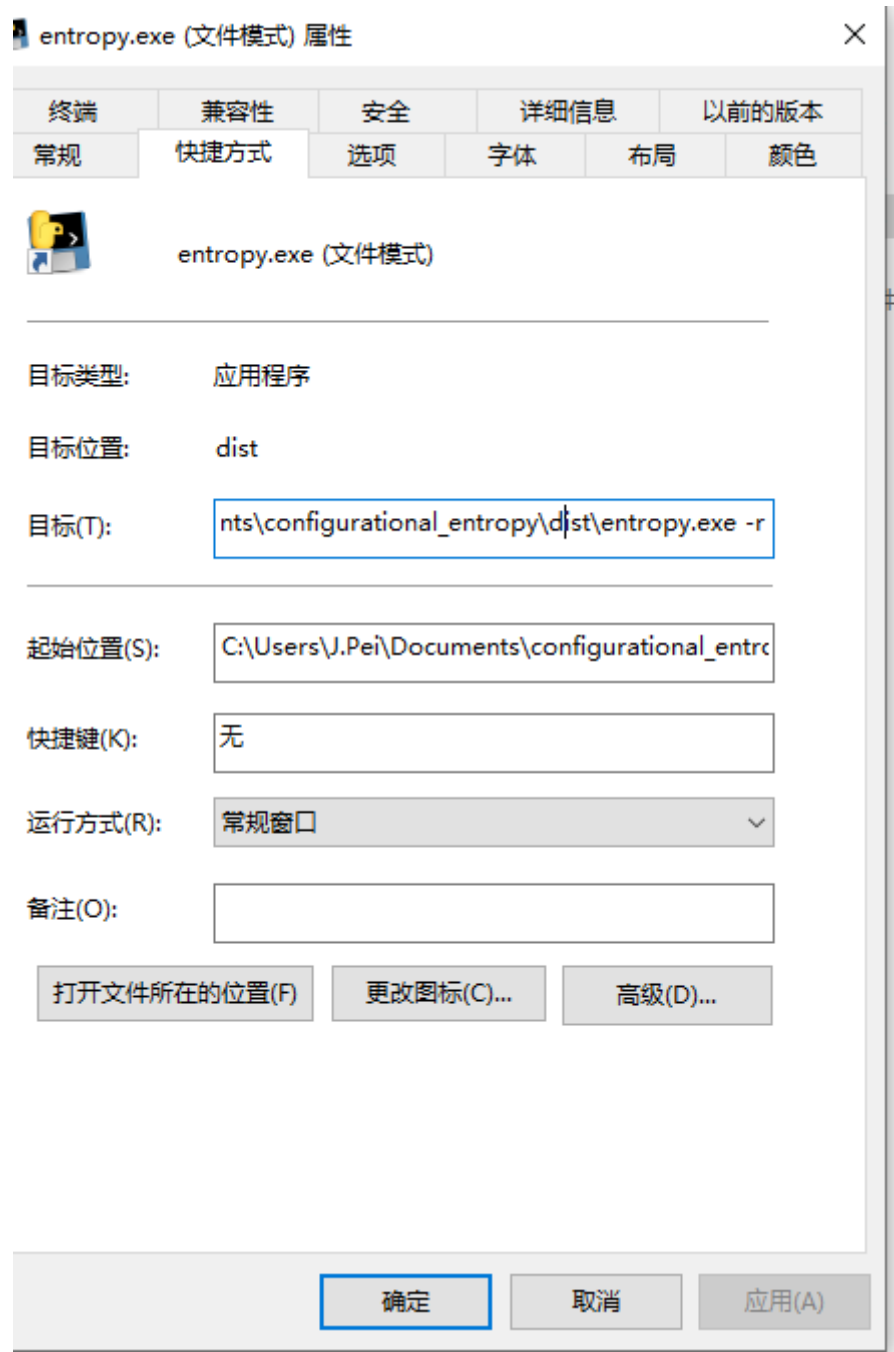 entropy.exe (文件模式) 属性
终端 兼容性 安全 详细信息 以前的版本
常规 快捷方式 选项 字体 布局 颜色
entropy.exe (文件模式)
目标类型: 应用程序
目标位置: dist
目标(T): nts\configurational_entropy\dist\entropy.exe -r
起始位置(S): C:\Users\J.Pei\Documents\configurational_entro
快捷键(K): 无
运行方式(R): 常规窗口
备注(O):
打开文件所在的位置(F) 更改图标(C)... 高级(D)...
确定 取消 应用(A)